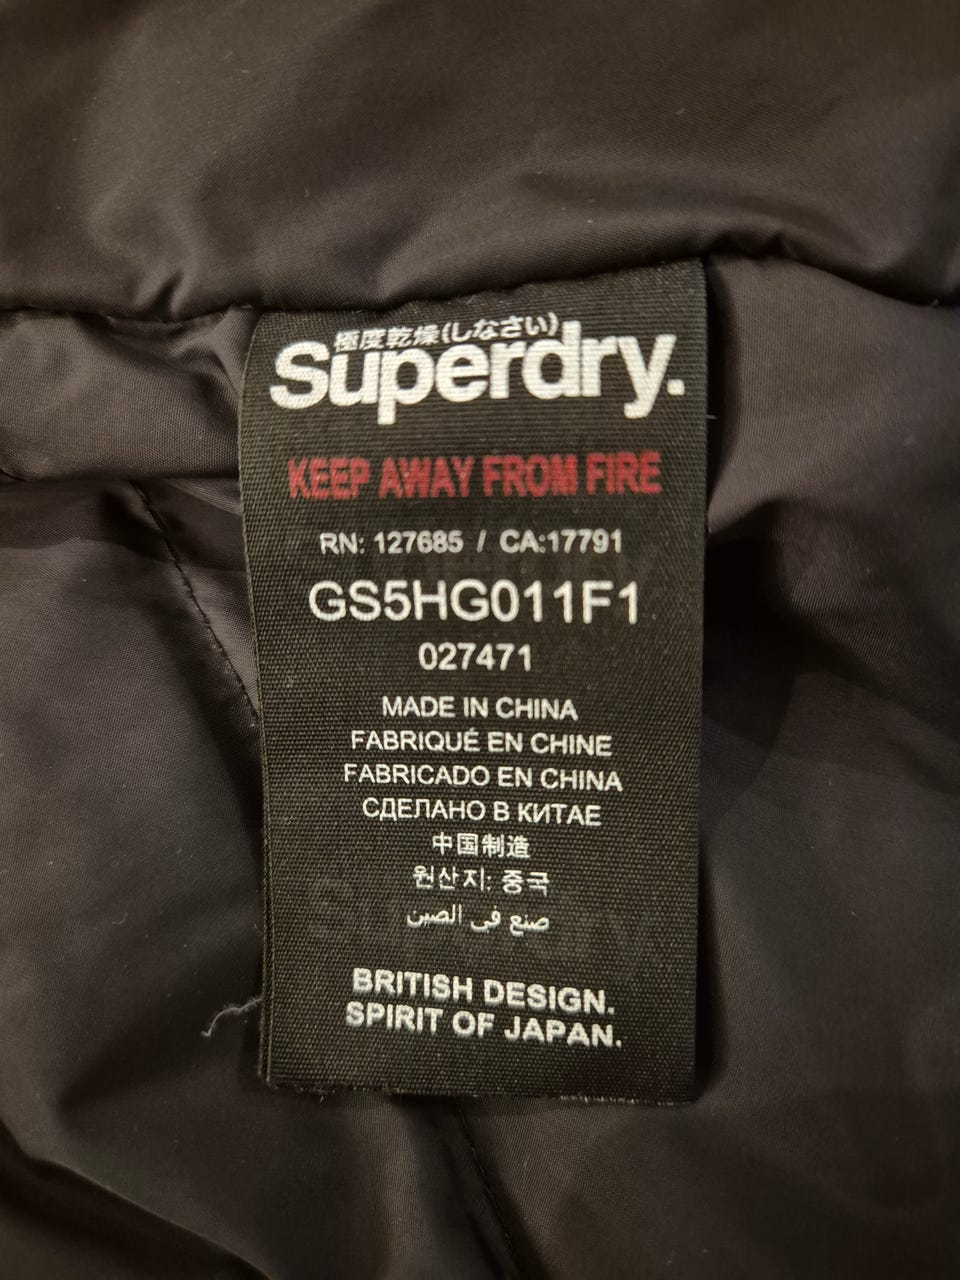 極度乾燥(しなさい)
Superdry.
KEEP AWAY FROM FIRE
RN: 127685 / CA:17791
GS5HG011F1
027471
MADE IN CHINA
FABRIQUÉ EN CHINE
FABRICADO EN CHINA
СДЕЛАНО В КИТАЕ
中国制造
원산지: 중국
صنع في الصين
BRITISH DESIGN.
SPIRIT OF JAPAN.